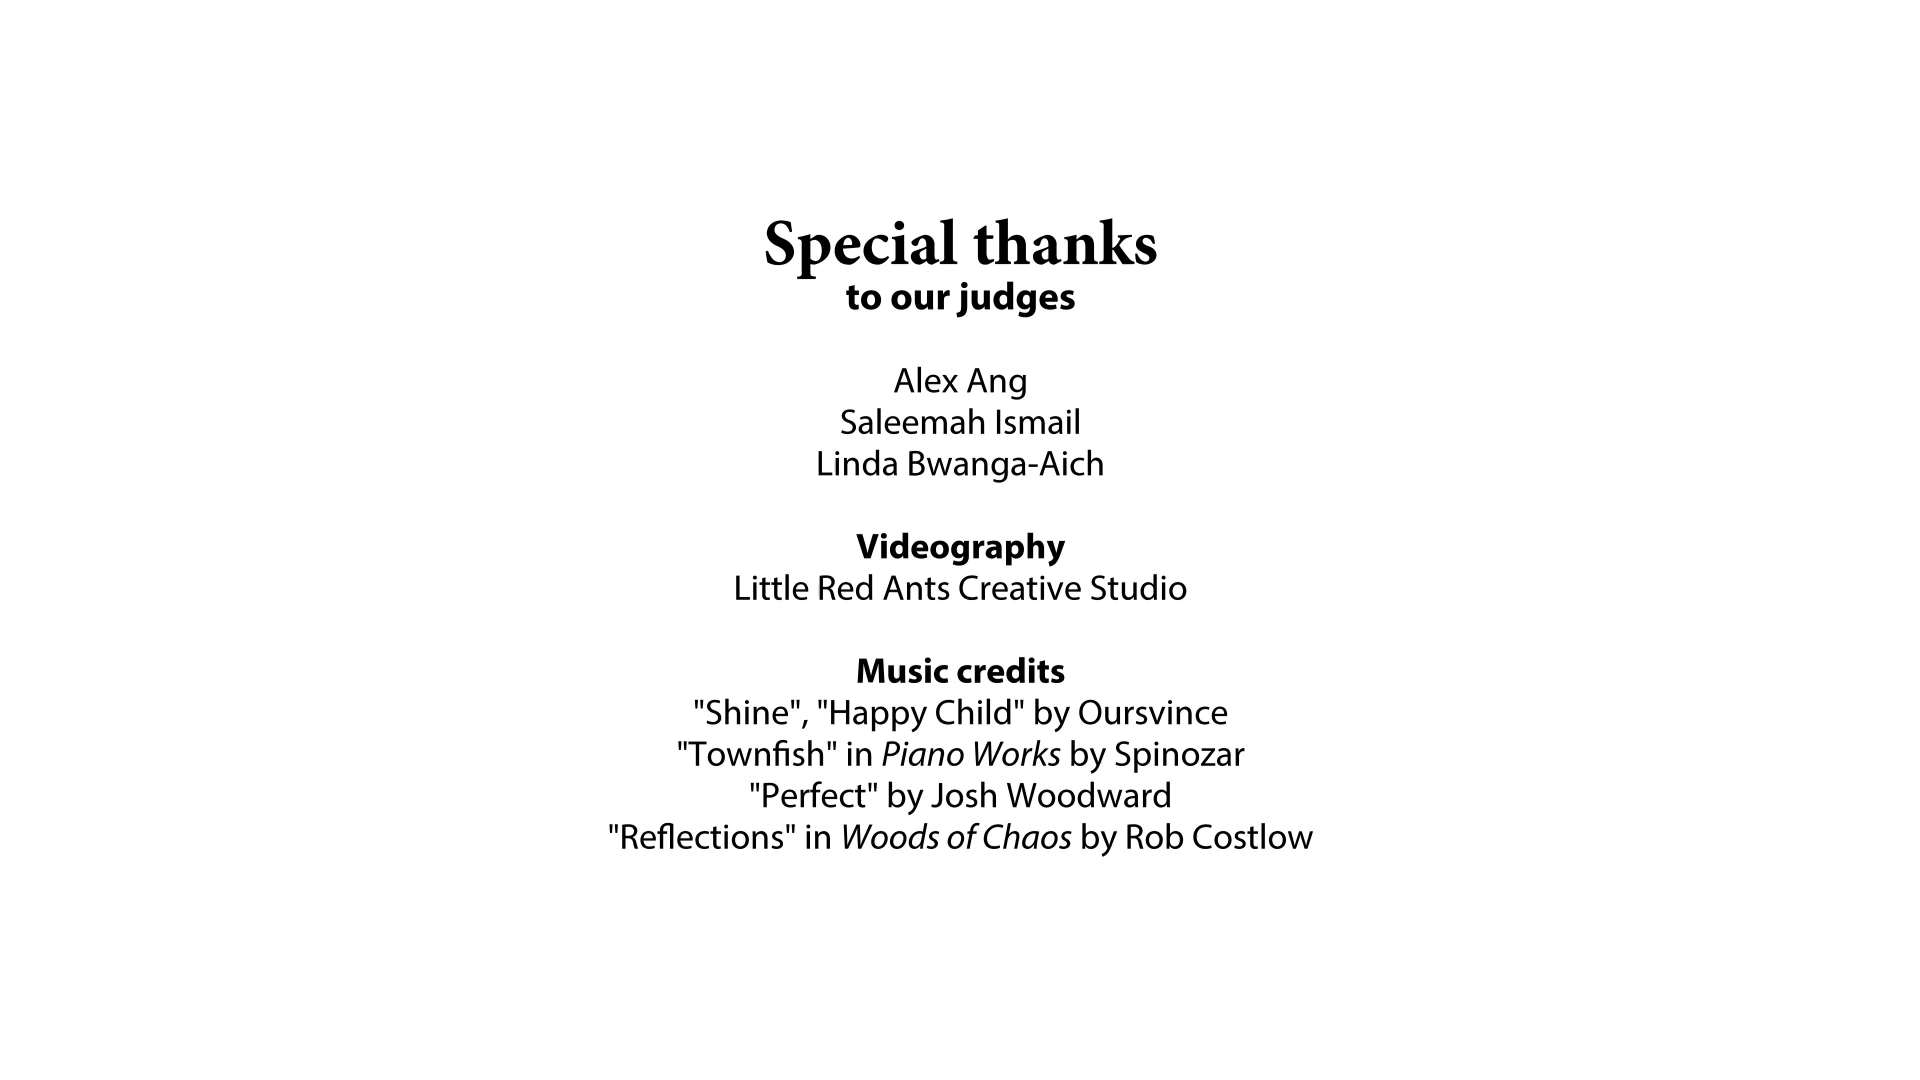 Special thanks
to our judges
Alex Ang
Saleemah Ismail
Linda Bwanga-Aich
Videography
Little Red Ants Creative Studio
Music credits
"Shine", "Happy Child" by Oursvince
"Townfish" in Piano Works by Spinozar
"Perfect" by Josh Woodward
"Reflections" in Woods of Chaos by Rob Costlow